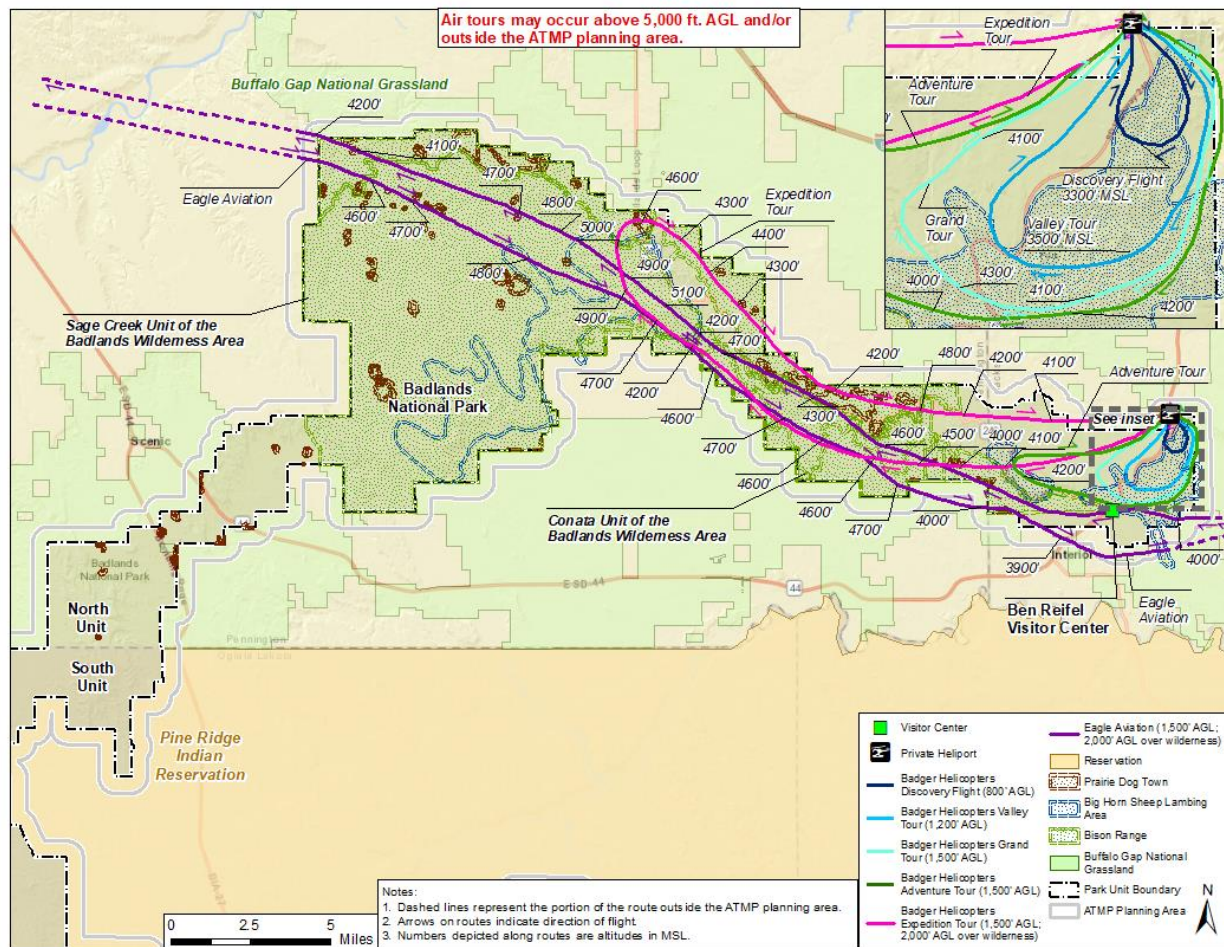 Air tours may occur above 5,000 ft. AGL and/or
outside the ATMP planning area.
Buffalo Gap National Grassland
4200'
4100'
4700'
4800'
5000'
4600'
4300'
Expedition
Tour
4400'
4300'
Eagle Aviation
4600'
4700'
4800'
4900'
4900'
5100'
4200'
4700'
4700'
4200'
4600'
4200'
4800'
4200'
4100'
Adventure Tour
Sage Creek Unit of the
Badlands Wilderness Area
Badlands
National Park
See inset
4300'
4600'
4500'
4000'
4100'
4200'
4700'
4600'
4600'
4700'
4000'
3900'
4000'
Conata Unit of the
Badlands Wilderness Area
Scenic
E SD-44
E SD-44
44
Interior
Ben Reifel
Visitor Center
Eagle
Aviation
Badlands
National Park
North
Unit
South
Unit
Pennington
Oglala Lakota
Pine Ridge
Indian
Reservation
Expedition
Tour
Adventure
Tour
4100'
Discovery Flight
3300' MSL
Grand
Tour
Valley Tour
3500' MSL
4000'
4300'
4100'
4200'
Visitor Center
Private Heliport
Badger Helicopters
Discovery Flight (800' AGL)
Badger Helicopters Valley
Tour (1,200' AGL)
Badger Helicopters Grand
Tour (1,500' AGL)
Badger Helicopters
Adventure Tour (1,500' AGL)
Badger Helicopters
Expedition Tour (1,500' AGL;
2,000' AGL over wilderness)
Eagle Aviation (1,500' AGL;
2,000' AGL over wilderness)
Reservation
Prairie Dog Town
Big Horn Sheep Lambing
Area
Bison Range
Buffalo Gap National
Grassland
Park Unit Boundary
ATMP Planning Area
N
0 2.5 5
Miles
Notes:
1. Dashed lines represent the portion of the route outside the ATMP planning area.
2. Arrows on routes indicate direction of flight.
3. Numbers depicted along routes are altitudes in MSL.